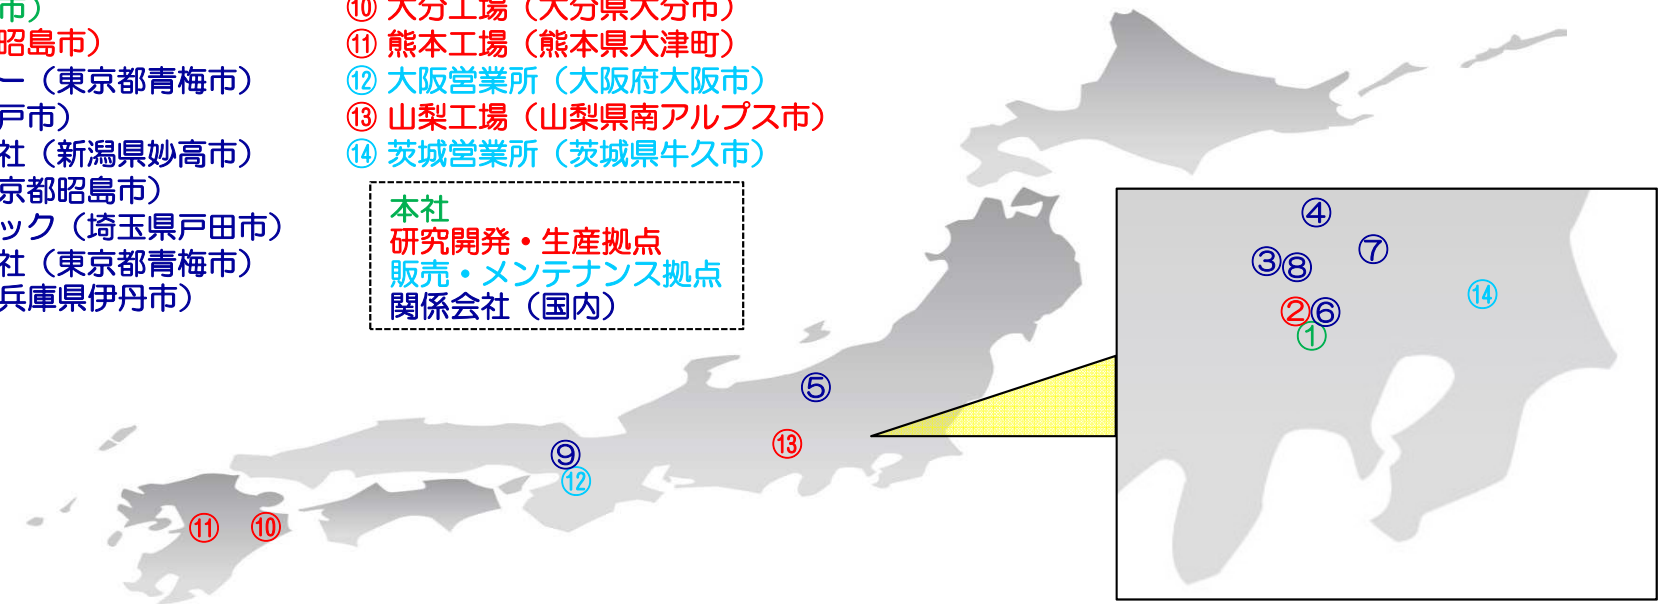 市）
昭島市）
ー（東京都青梅市）
戸市）
社（新潟県妙高市）
京都昭島市）
ック（埼玉県戸田市）
社（東京都青梅市）
兵庫県伊丹市）
⑩ 大分工場（大分県大分市）
⑪ 熊本工場（熊本県大津町）
⑫ 大阪営業所（大阪府大阪市）
⑬ 山梨工場（山梨県南アルプス市）
⑭ 茨城営業所（茨城県牛久市）
本社
研究開発・生産拠点
販売・メンテナンス拠点
関係会社（国内）
④
⑦
③ ⑧
⑭
② ⑥
①
⑤
⑬
⑨
⑫
⑪ ⑩